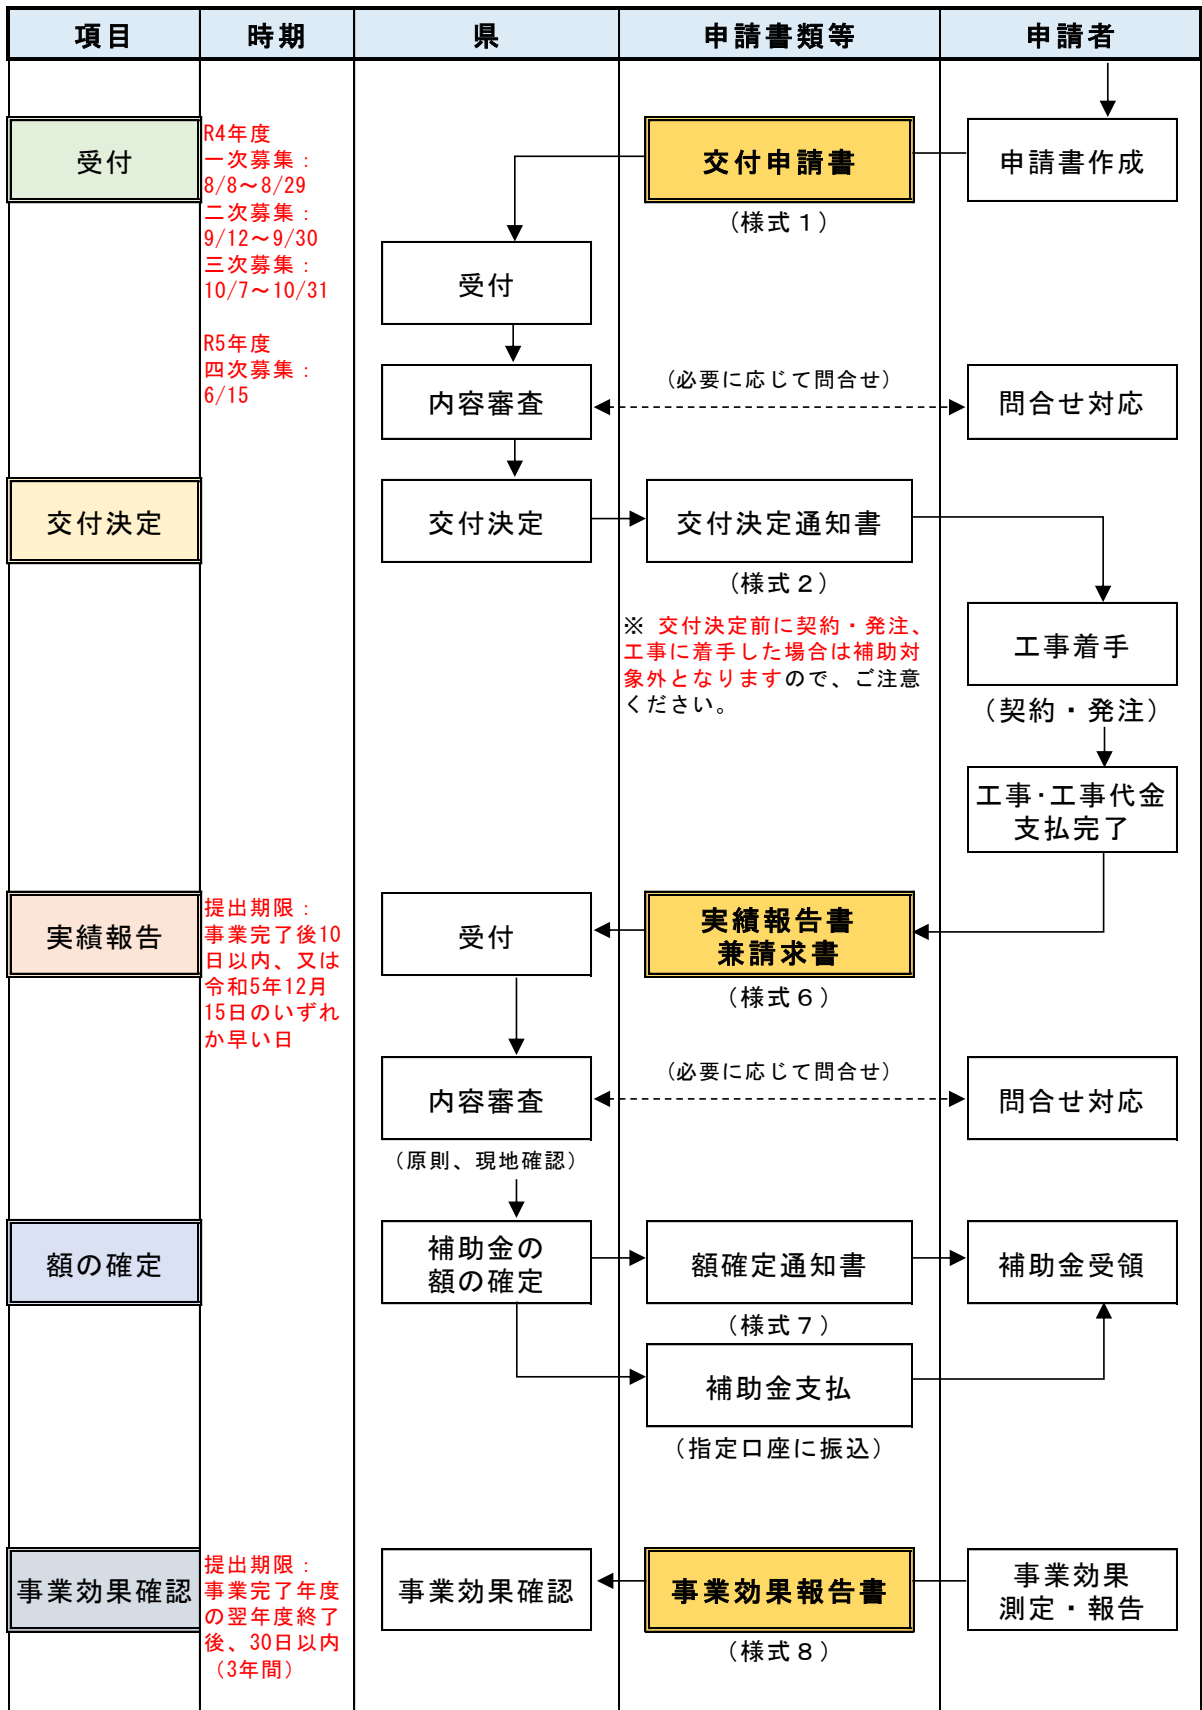 項目 時期 県 申請書類等 申請者
受付
R4年度
一次募集：
8/8～8/29
二次募集：
9/12～9/30
三次募集：
10/7～10/31
R5年度
四次募集：
6/15
交付申請書
（様式１）
申請書作成
受付
内容審査
（必要に応じて問合せ）
問合せ対応
交付決定
交付決定
交付決定通知書
（様式２）
※ 交付決定前に契約・発注、
工事に着手した場合は補助対
象外となりますので、ご注意
ください。
工事着手
（契約・発注）
工事・工事代金
支払完了
実績報告
提出期限：
事業完了後10
日以内、又は
令和5年12月
15日のいずれ
か早い日
受付
実績報告書
兼請求書
（様式６）
内容審査
（原則、現地確認）
（必要に応じて問合せ）
問合せ対応
額の確定
補助金の
額の確定
額確定通知書
（様式７）
補助金受領
補助金支払
（指定口座に振込）
事業効果確認
提出期限：
事業完了年度
の翌年度終了
後、30日以内
（3年間）
事業効果確認
事業効果報告書
（様式８）
事業効果
測定・報告